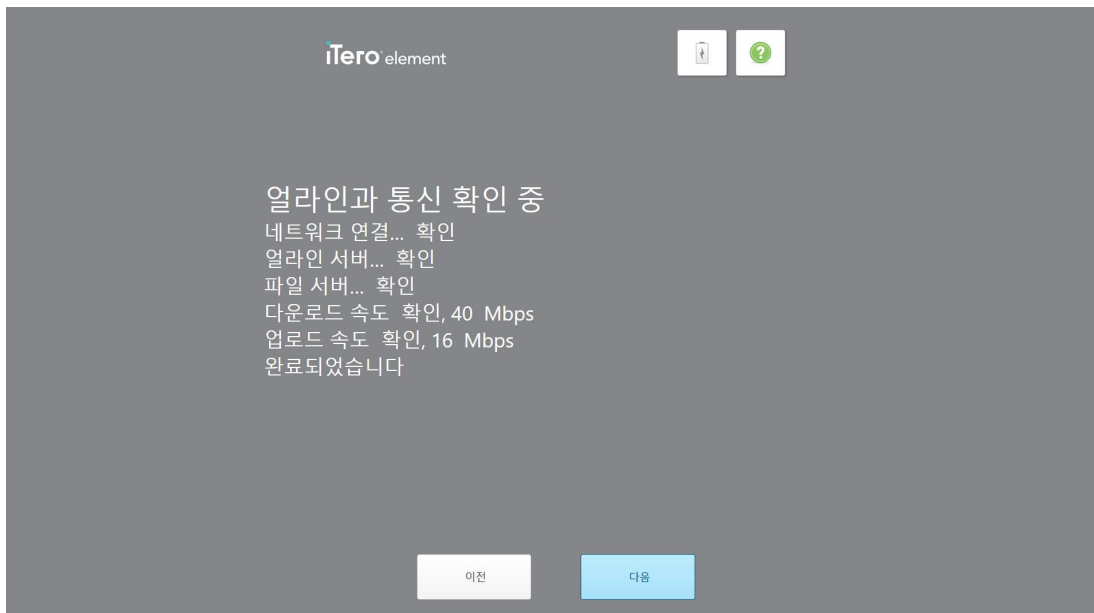 iTero element
얼라인과 통신 확인 중
네트워크 연결... 확인
얼라인 서버... 확인
파일 서버... 확인
다운로드 속도 확인, 40 Mbps
업로드 속도 확인, 16 Mbps
완료되었습니다
이전
다음